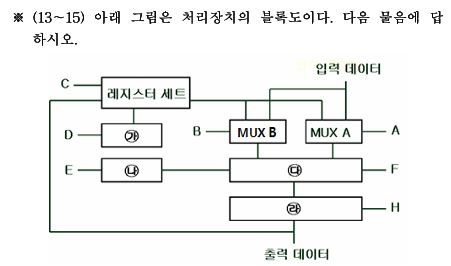 ※ (13~15) 아래 그림은 처리장치의 블록도이다. 다음 물음에 답
하시오.
입력 데이터
C
레지스터 세트
D
㉮
B
MUX B
MUX A
A
E
㉯
㉰
F
㉱
H
출력 데이터